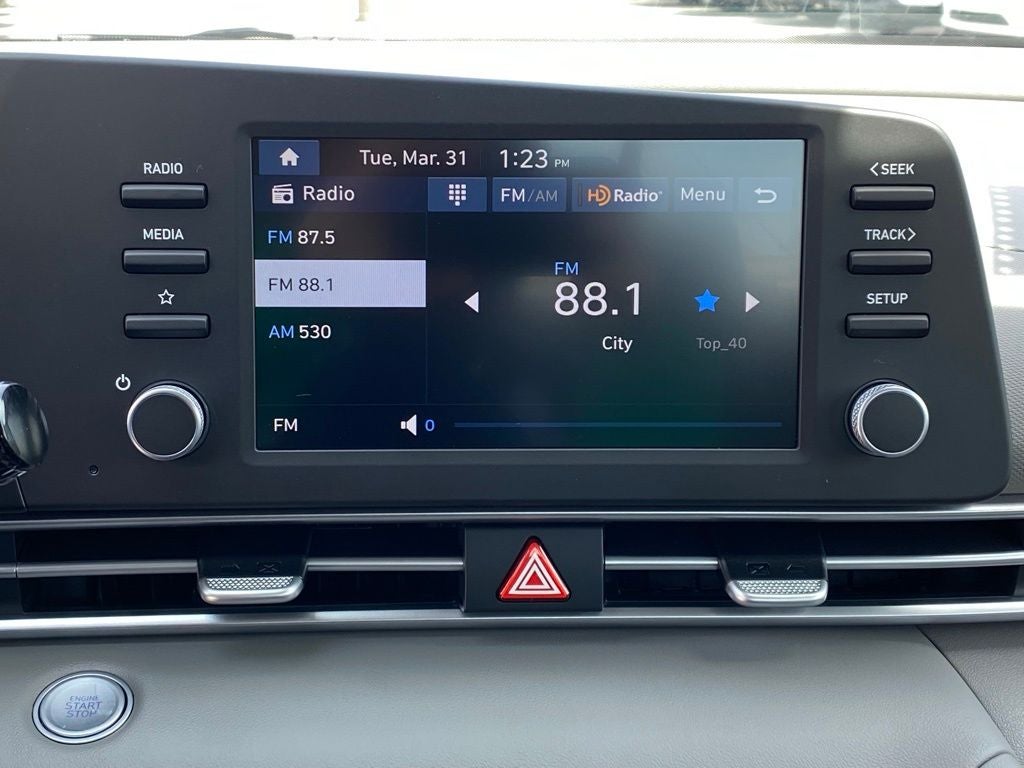 RADIO
MEDIA
Tue, Mar. 31 1:23 PM
Radio
FM/AM
HD Radio
Menu
FM 87.5
FM 88.1
AM 530
FM
88.1
City
Top_40
FM
0
<SEEK
TRACK>
SETUP
ENGINE
START
STOP